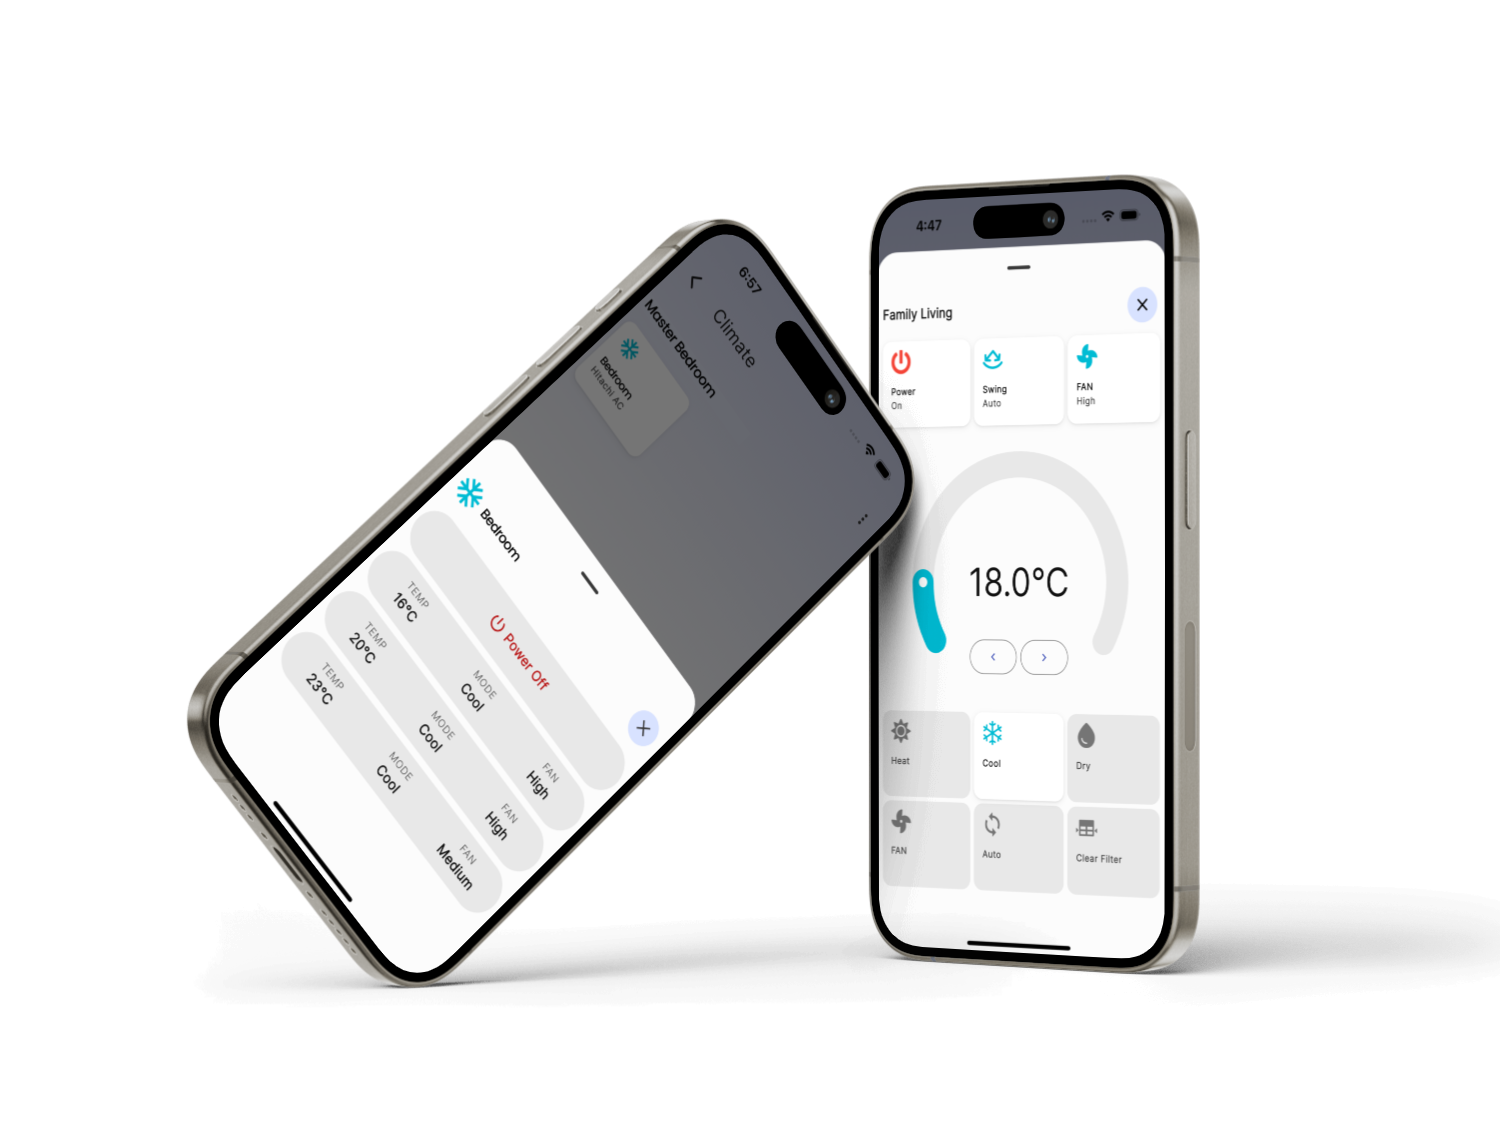 6:57
Climate
Master Bedroom
Bedroom
Hitachi AC
Bedroom
Power Off
TEMP
16°C
MODE
Cool
FAN
High
TEMP
20°C
MODE
Cool
FAN
High
TEMP
23°C
MODE
Cool
FAN
Medium
4:47
Family Living
Power
On
Swing
Auto
FAN
High
18.0°C
Heat
Cool
Dry
FAN
Auto
Clear Filter